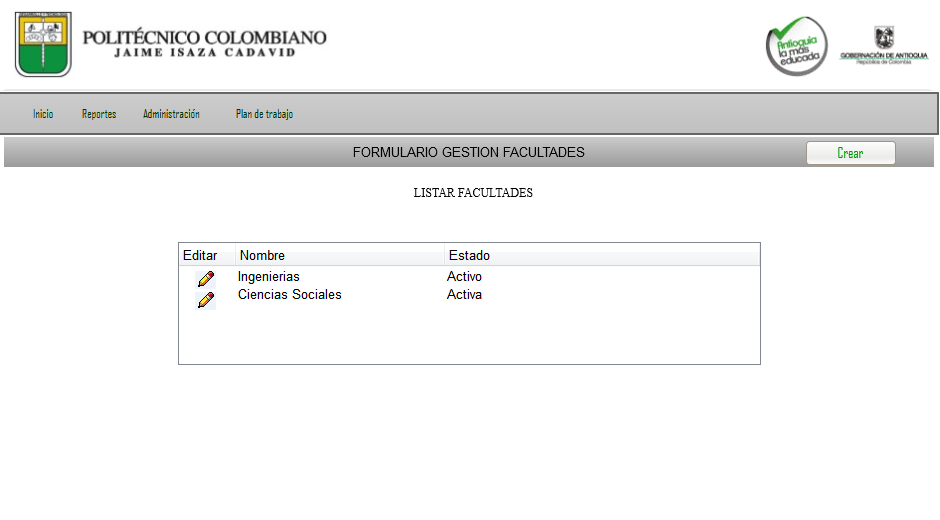 POLITÉCNICO COLOMBIANO
JAIME ISAZA CADAVID
Antioquia
la más
educada
GOBERNACIÓN DE ANTIOQUIA
República de Colombia
Inicio Reportes Administración Plan de trabajo
FORMULARIO GESTION FACULTADES Crear
LISTAR FACULTADES
Editar Nombre Estado
Ingenierias Activo
Ciencias Sociales Activa